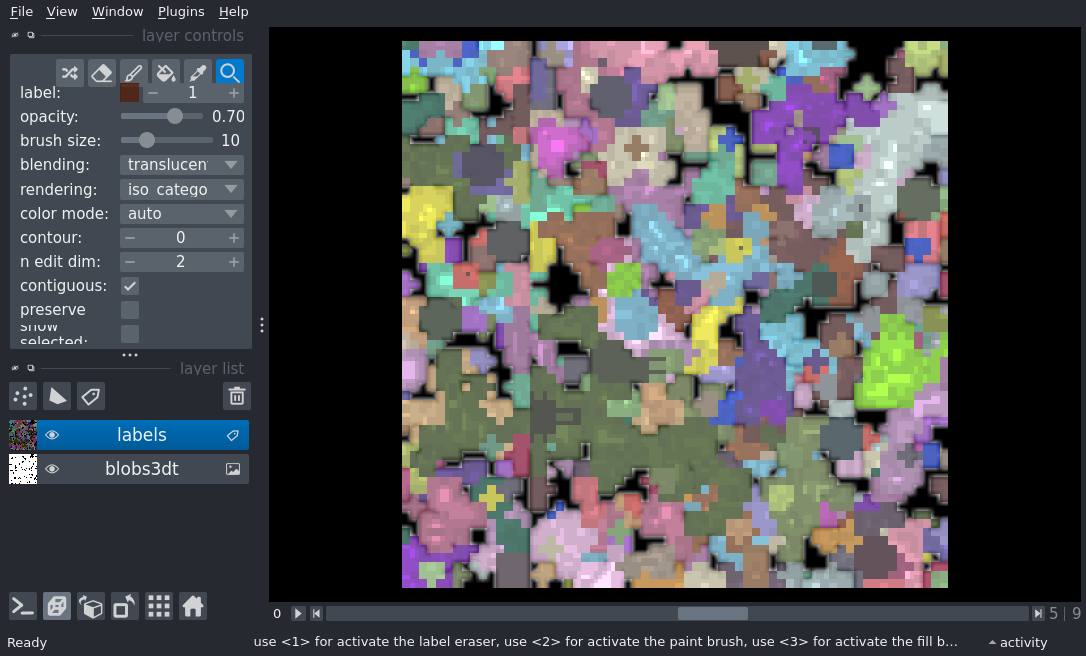 File View Window Plugins Help
layer controls
label: 1
opacity: 0.70
brush size: 10
blending: translucen
rendering: iso_catego
color mode: auto
contour: 0
n edit dim: 2
contiguous:
preserve
show
selected:
layer list
labels
blobs3dt
0 5 | 9
Ready use <1> for activate the label eraser, use <2> for activate the paint brush, use <3> for activate the fill b... activity